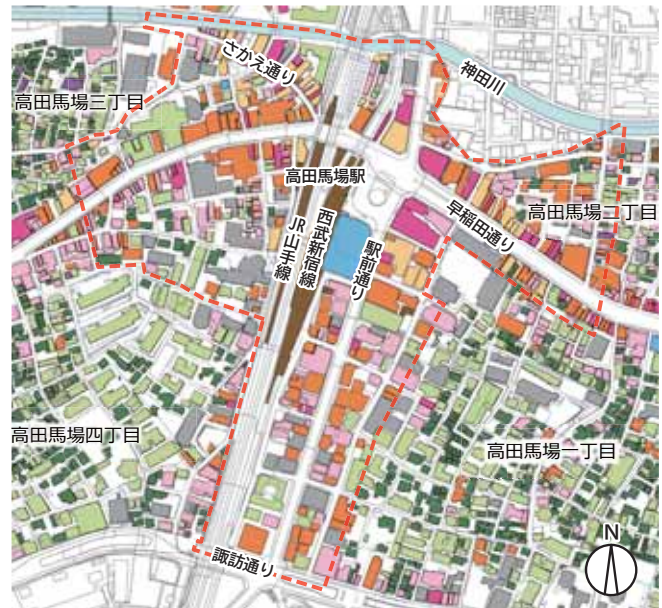 さかえ通り
神田川
高田馬場三丁目
高田馬場駅
高田馬場二丁目
早稲田通り
JR山手線
西武新宿線
駅前通り
高田馬場四丁目
高田馬場一丁目
諏訪通り
N